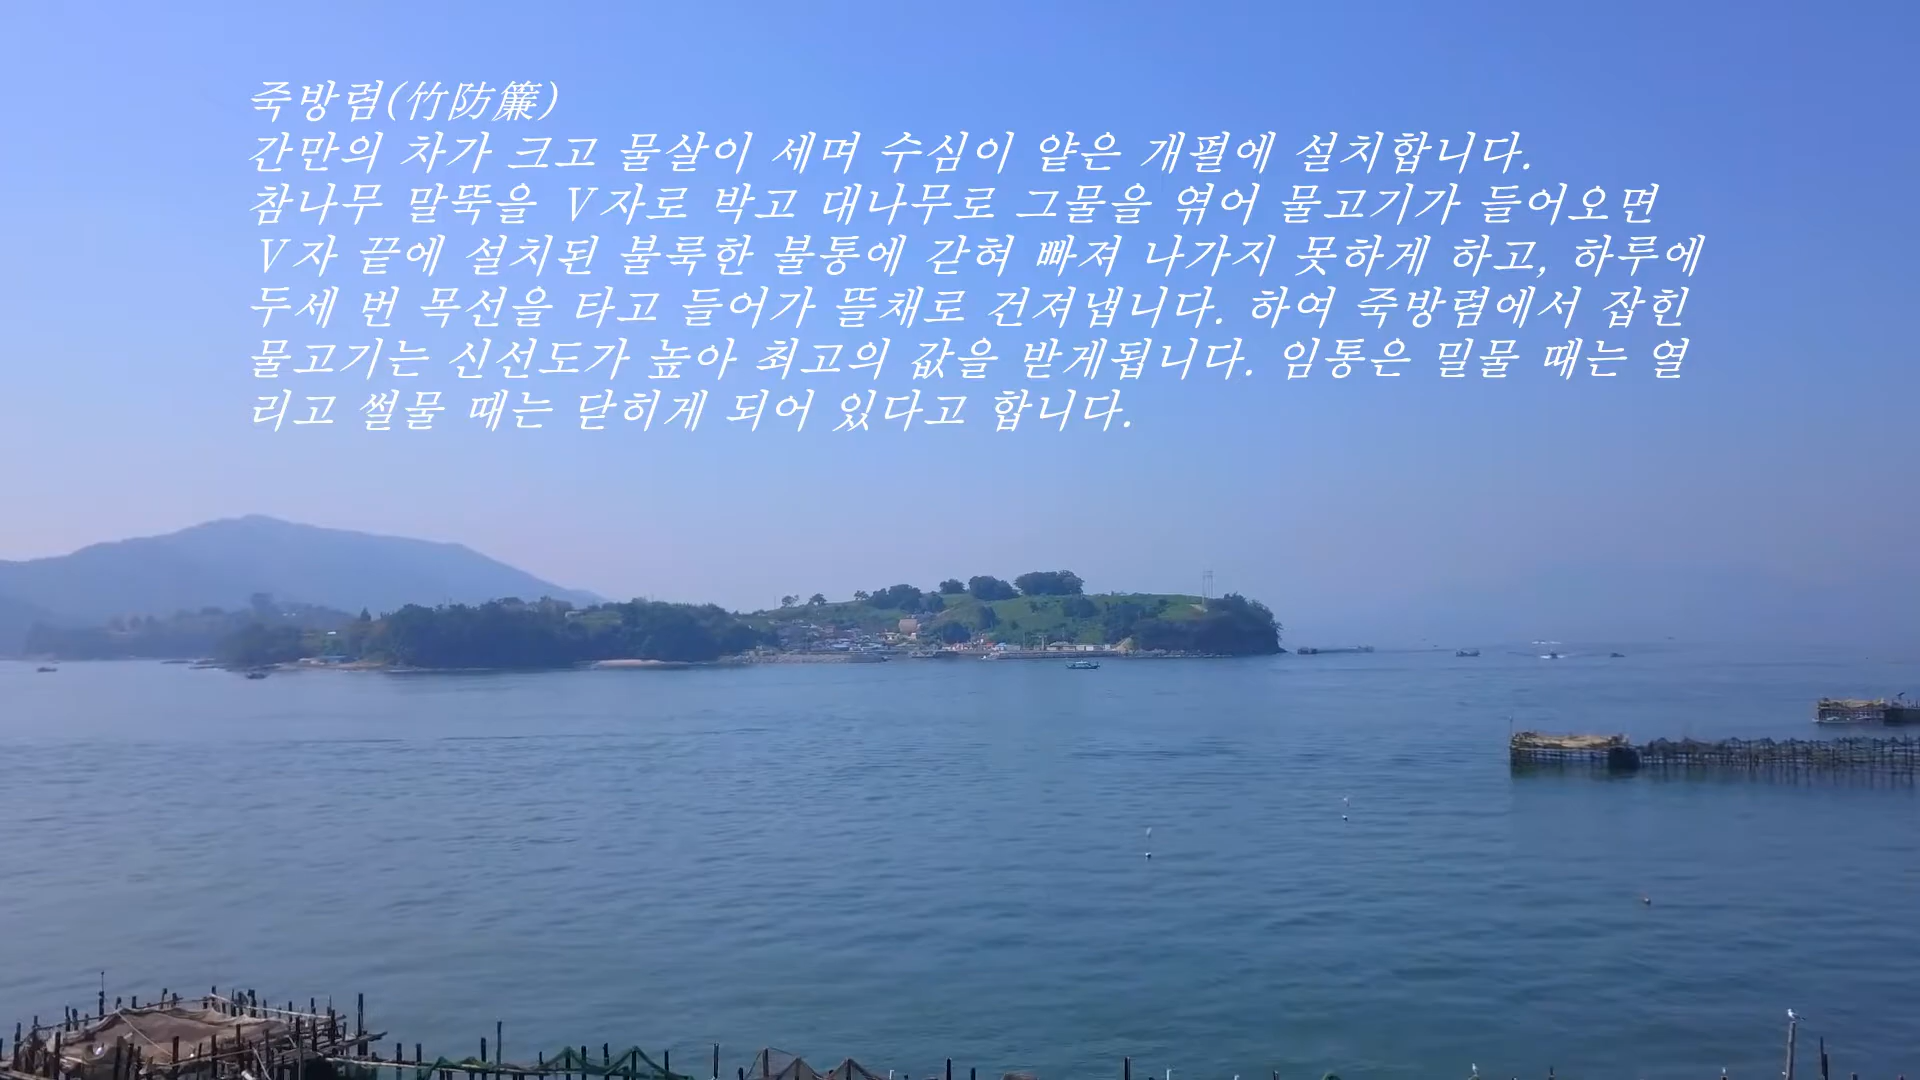 죽방렴(竹防簾)
간만의 차가 크고 물살이 세며 수심이 얕은 개펄에 설치합니다.
참나무 말뚝을 V자로 박고 대나무로 그물을 엮어 물고기가 들어오면
V자 끝에 설치된 불룩한 불통에 갇혀 빠져 나가지 못하게 하고, 하루에
두세 번 목선을 타고 들어가 뜰채로 건져냅니다. 하여 죽방렴에서 잡힌
물고기는 신선도가 높아 최고의 값을 받게됩니다. 임통은 밀물 때는 열
리고 썰물 때는 닫히게 되어 있다고 합니다.